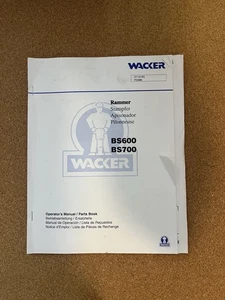 WACKER
Rammer
Stampfer
Apisonador
Pilonneuse
BS600
BS700
WACKER
Operator's Manual / Parts Book
Betriebsanleitung / Ersatzteile
Manual de Operación / Lista de Repuestos
Notice d'Emploi / Liste de Pièces de Rechange